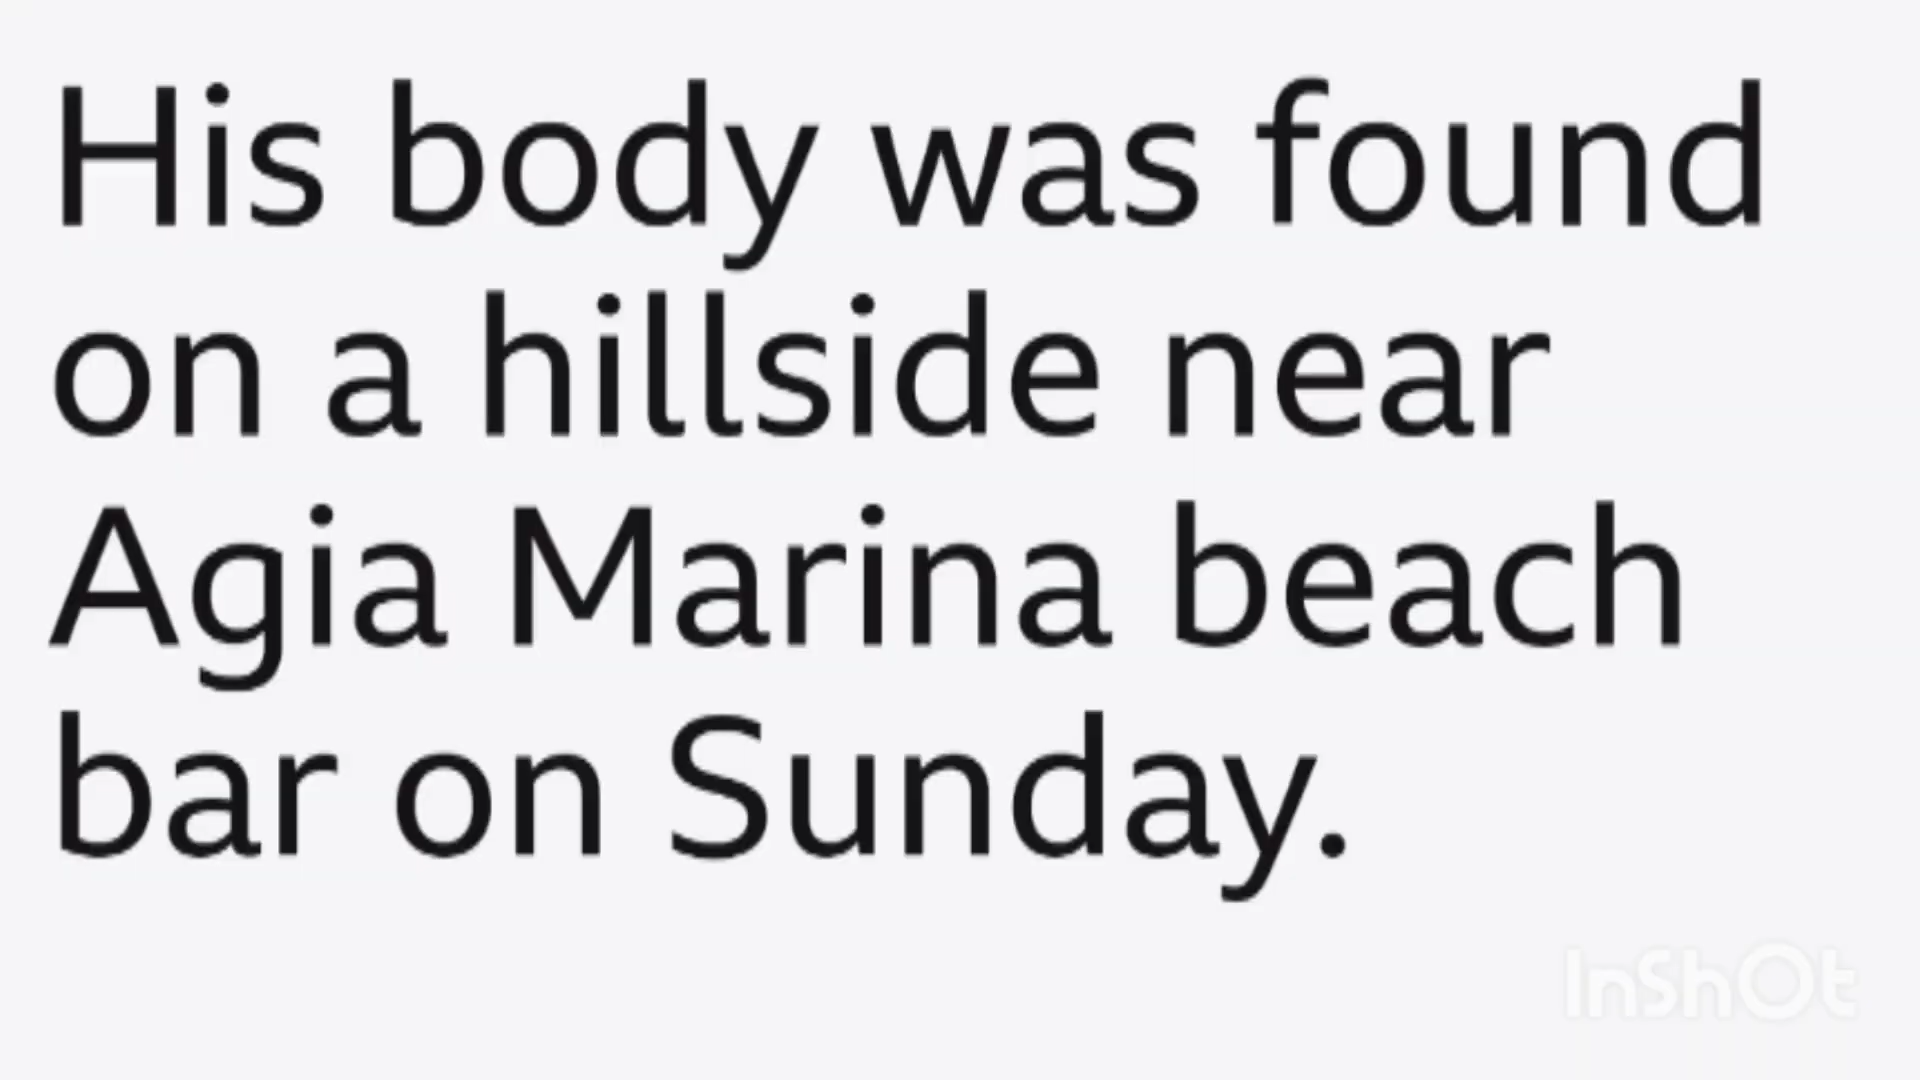 His body was found
on a hillside near
Agia Marina beach
bar on Sunday.
InShOt